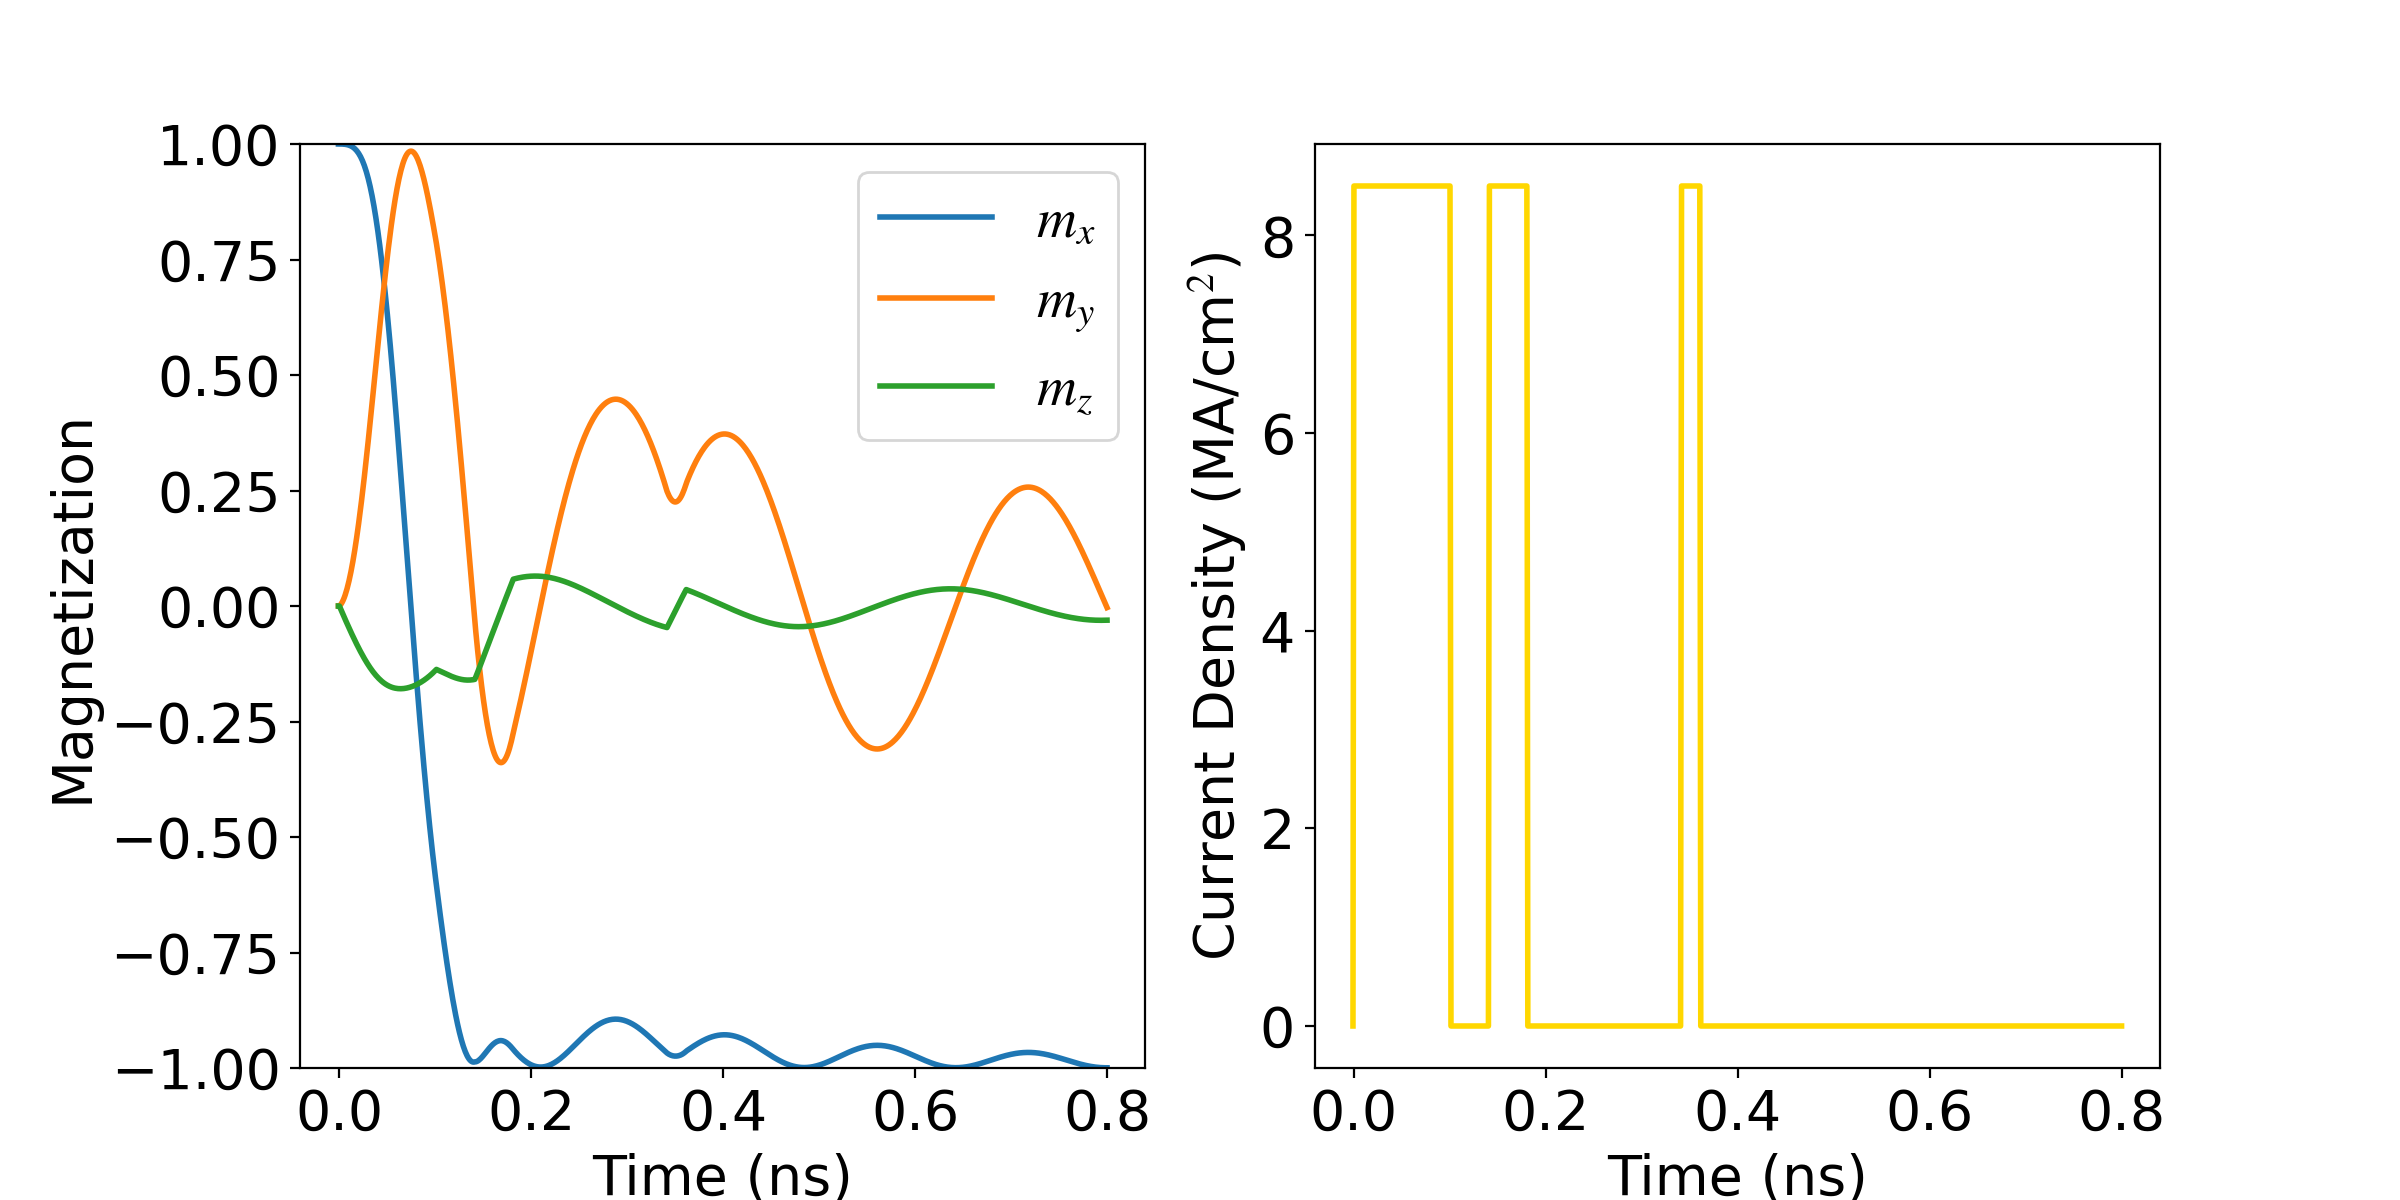 1.00
0.75
0.50
0.25
0.00
−0.25
−0.50
−0.75
−1.00
Magnetization
0.0 0.2 0.4 0.6 0.8
Time (ns)
m_x
m_y
m_z
8
6
4
2
0
Current Density (MA/cm²)
0.0 0.2 0.4 0.6 0.8
Time (ns)